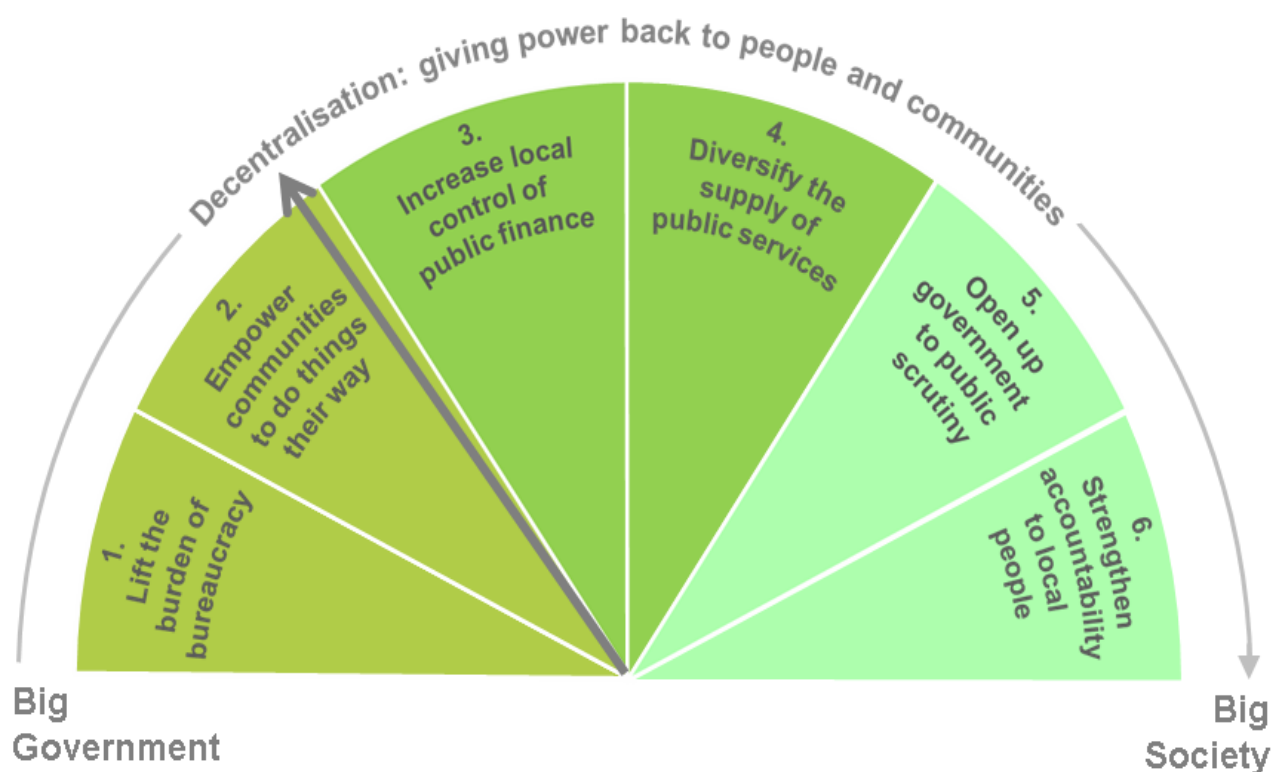 Decentralisation: giving power back to people and communities
1.
Lift the
burden of
bureaucracy
2.
Empower
communities
to do things
their way
3.
Increase local
control of
public finance
4.
Diversify the
supply of
public services
5.
Open up
government
to public
scrutiny
6.
Strengthen
accountability
to local
people
Big
Government
Big
Society